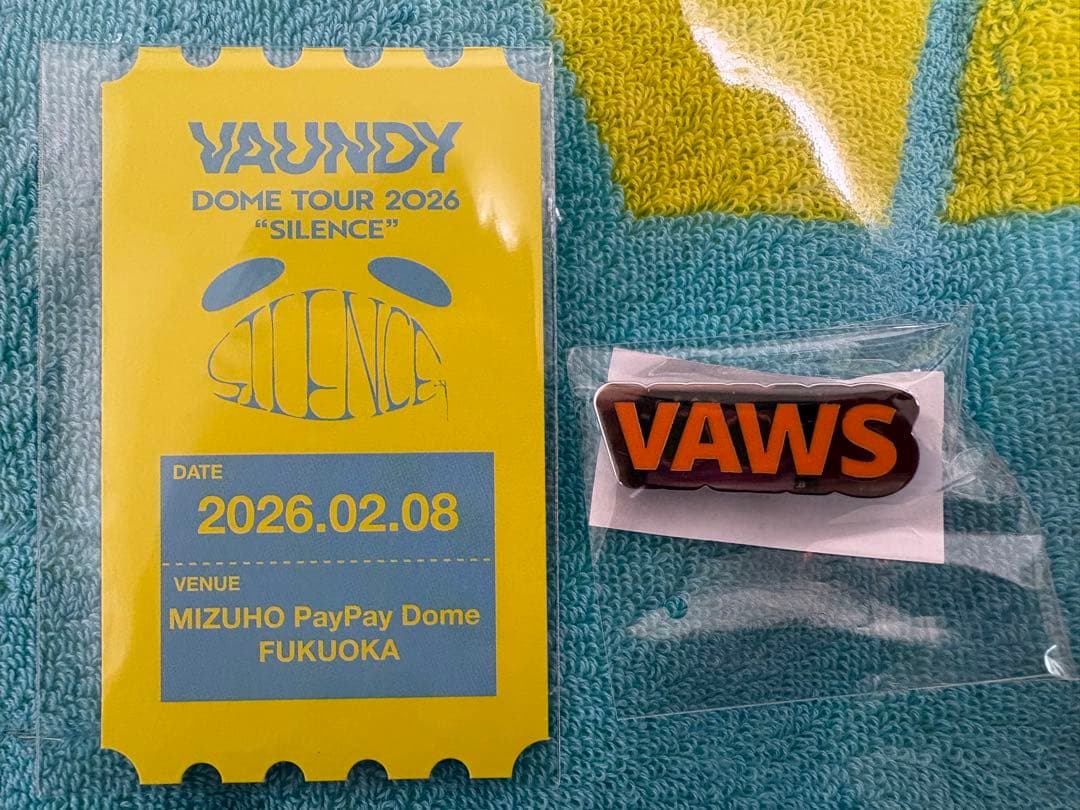 VAUNDY
DOME TOUR 2026
“SILENCE”
SILENCE
DATE
2026.02.08
VENUE
MIZUHO PayPay Dome
FUKUOKA
VAWS